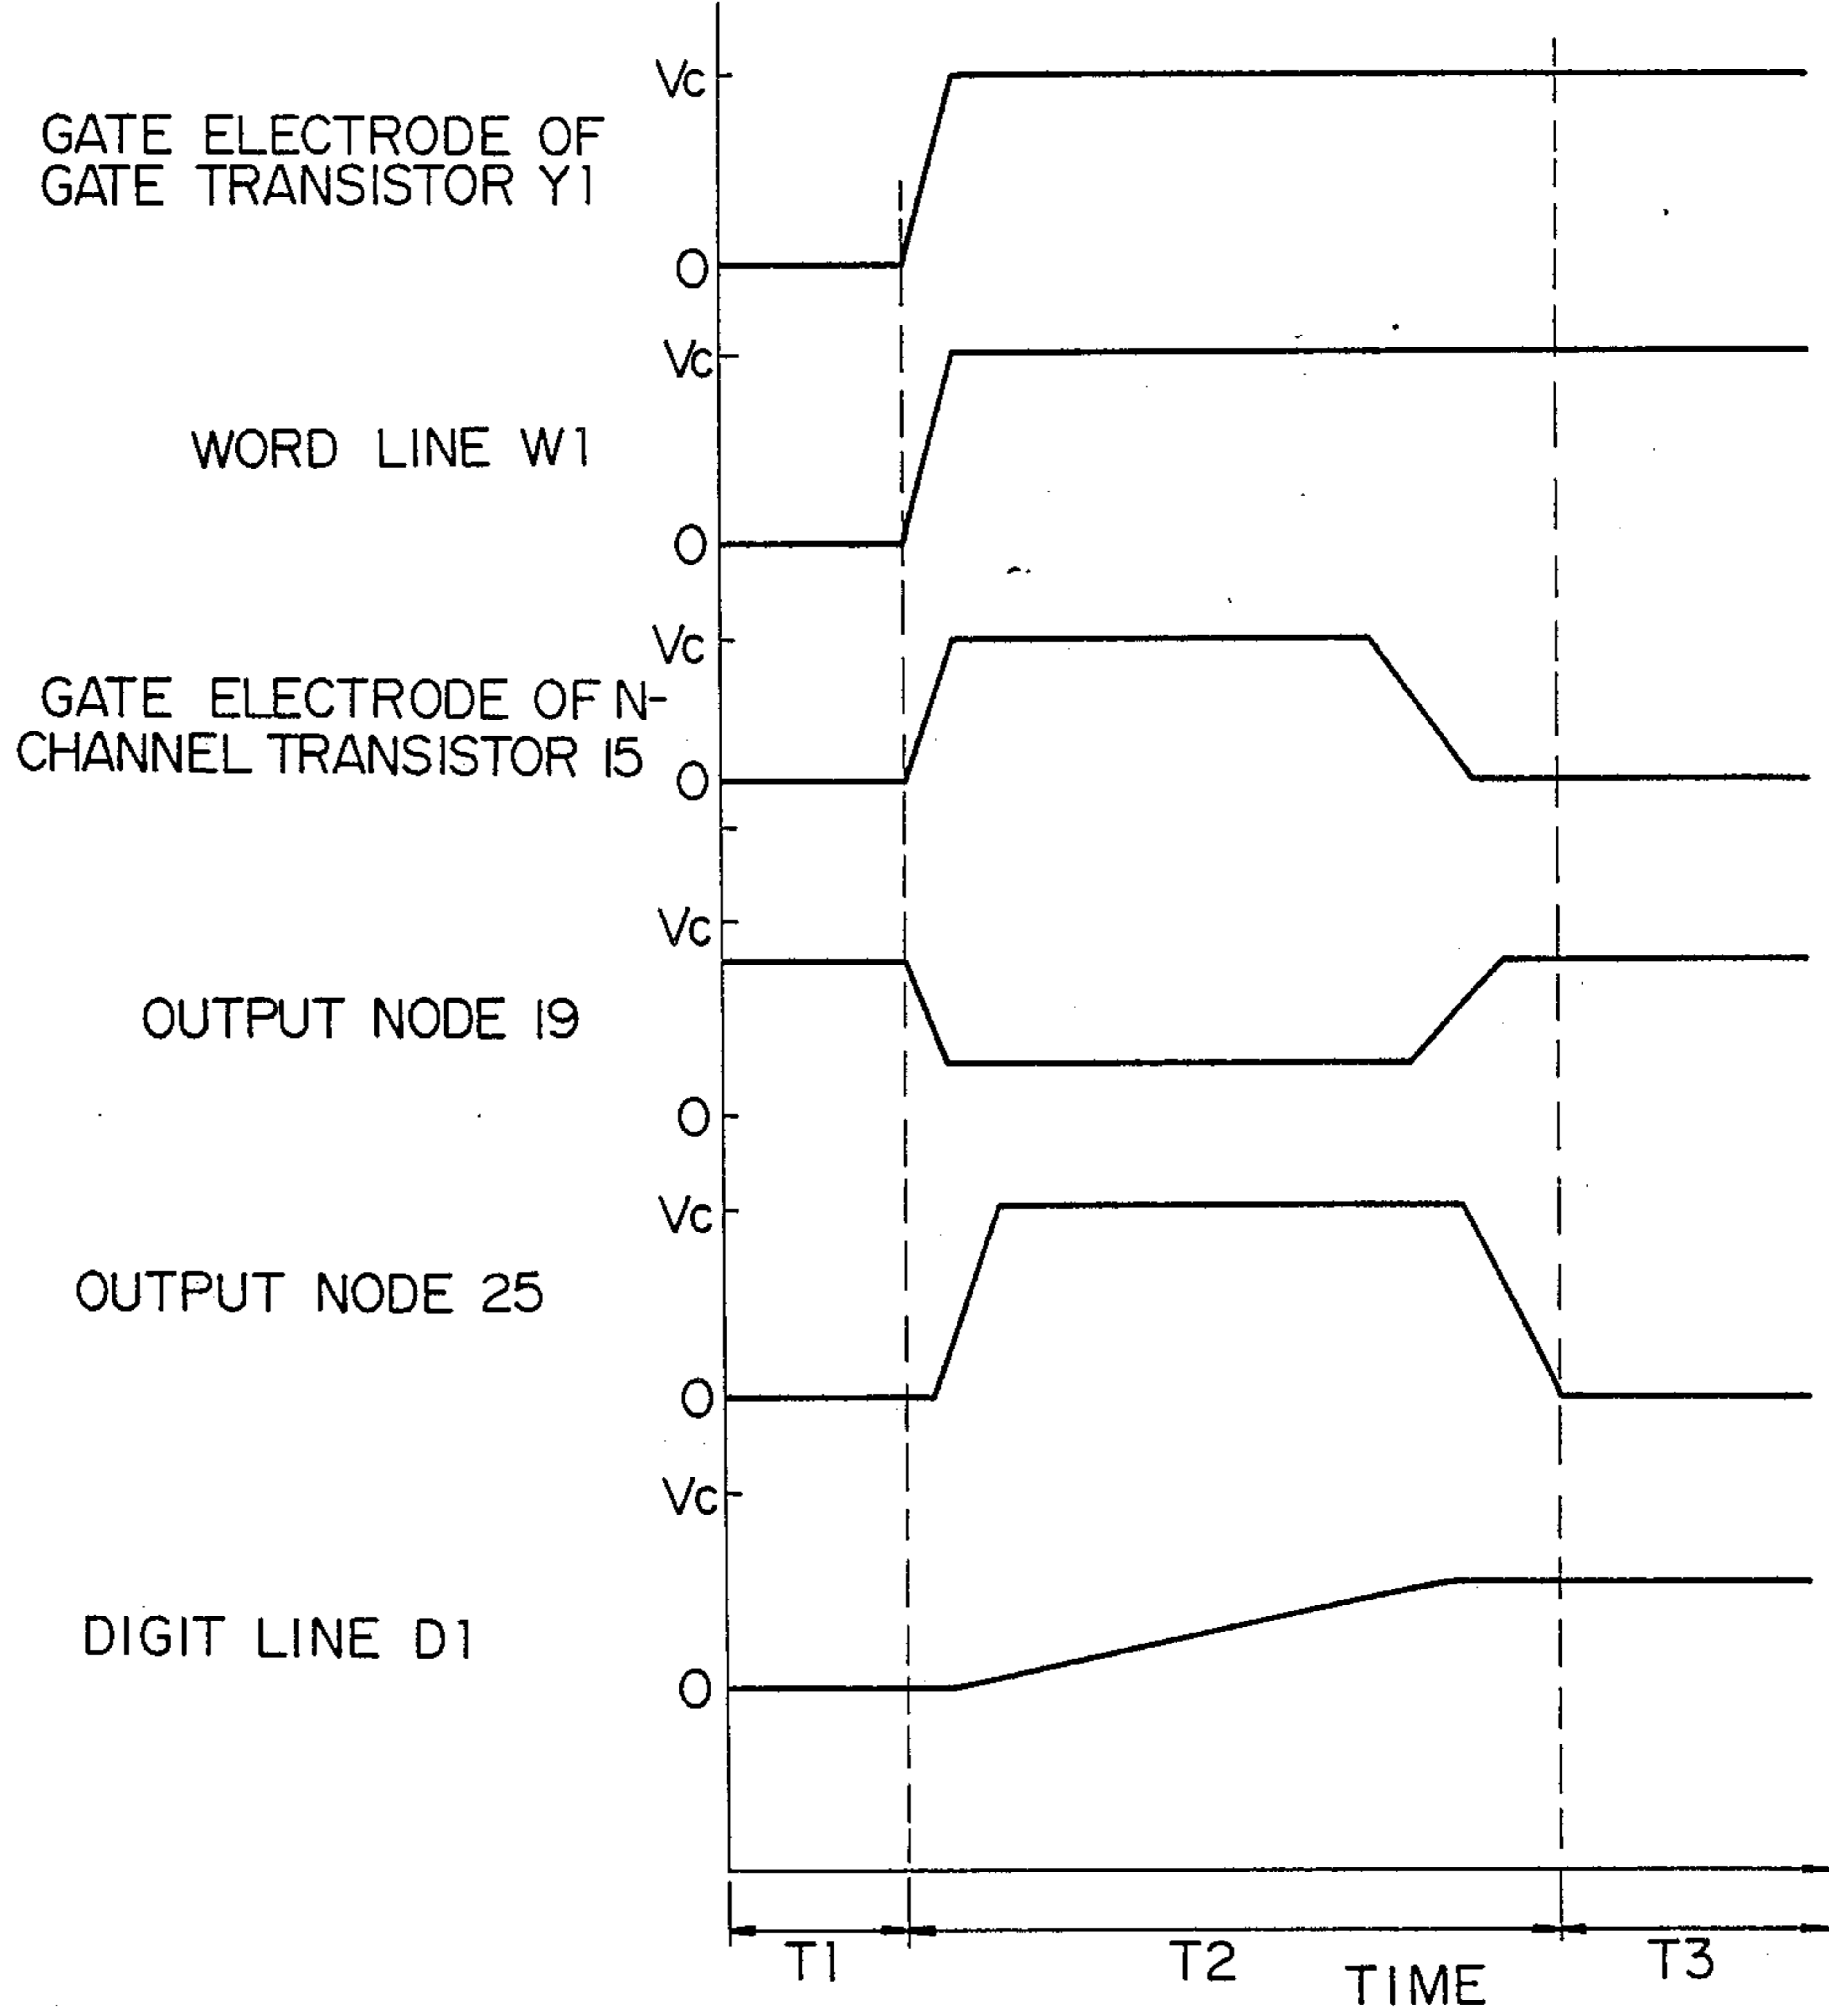 Vc
GATE ELECTRODE OF
GATE TRANSISTOR Y1
O
Vc
WORD LINE W1
O
Vc
GATE ELECTRODE OF N-
CHANNEL TRANSISTOR 15
O
Vc
OUTPUT NODE 19
O
Vc
OUTPUT NODE 25
O
Vc
DIGIT LINE D1
O
T1 T2 T3
TIME